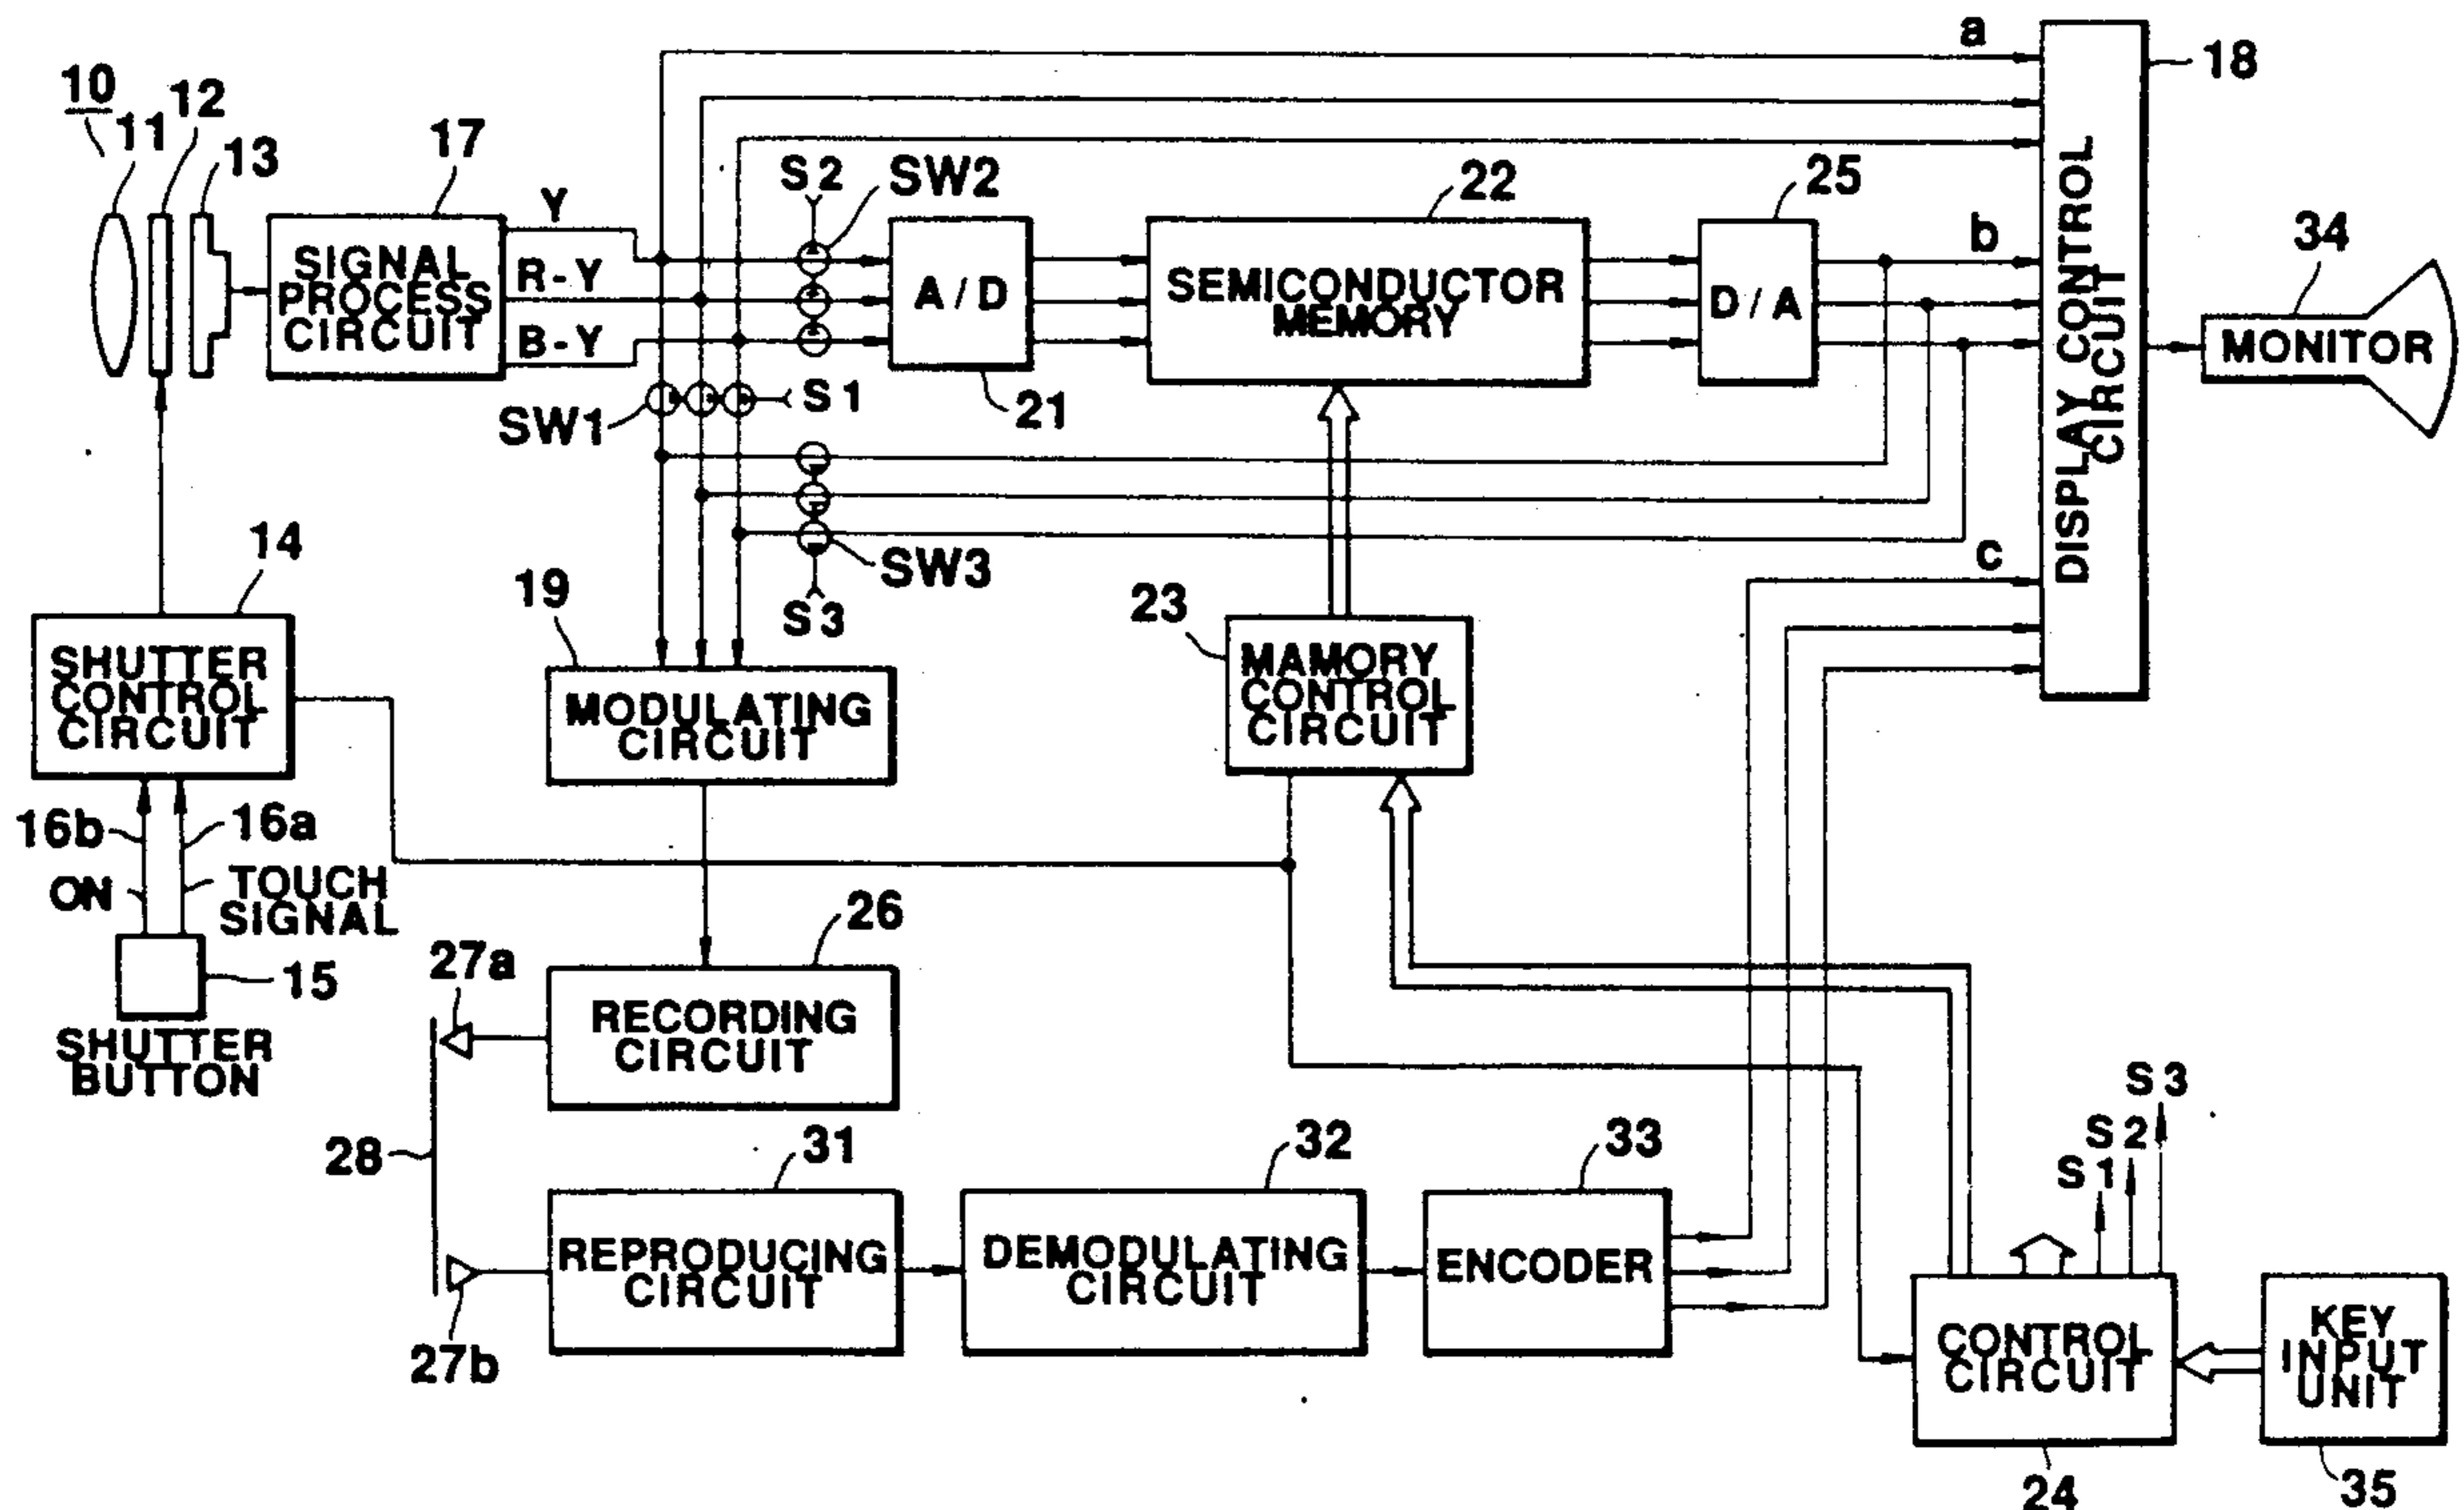 a
18
10
11
12
13
17
S2
SW2
22
25
Y
R-Y
B-Y
SIGNAL
PROCESS
CIRCUIT
A/D
SEMICONDUCTOR
MEMORY
D/A
b
DISPLAY CONTROL
CIRCUIT
34
MONITOR
SW1
S1
21
c
14
19
SW3
S3
23
SHUTTER
CONTROL
CIRCUIT
MODULATING
CIRCUIT
MAMORY
CONTROL
CIRCUIT
16b
16a
ON
TOUCH
SIGNAL
26
27a
15
SHUTTER
BUTTON
RECORDING
CIRCUIT
28
31
32
33
S3
S2
S1
REPRODUCING
CIRCUIT
DEMODULATING
CIRCUIT
ENCODER
27b
CONTROL
CIRCUIT
KEY
INPUT
UNIT
24
35